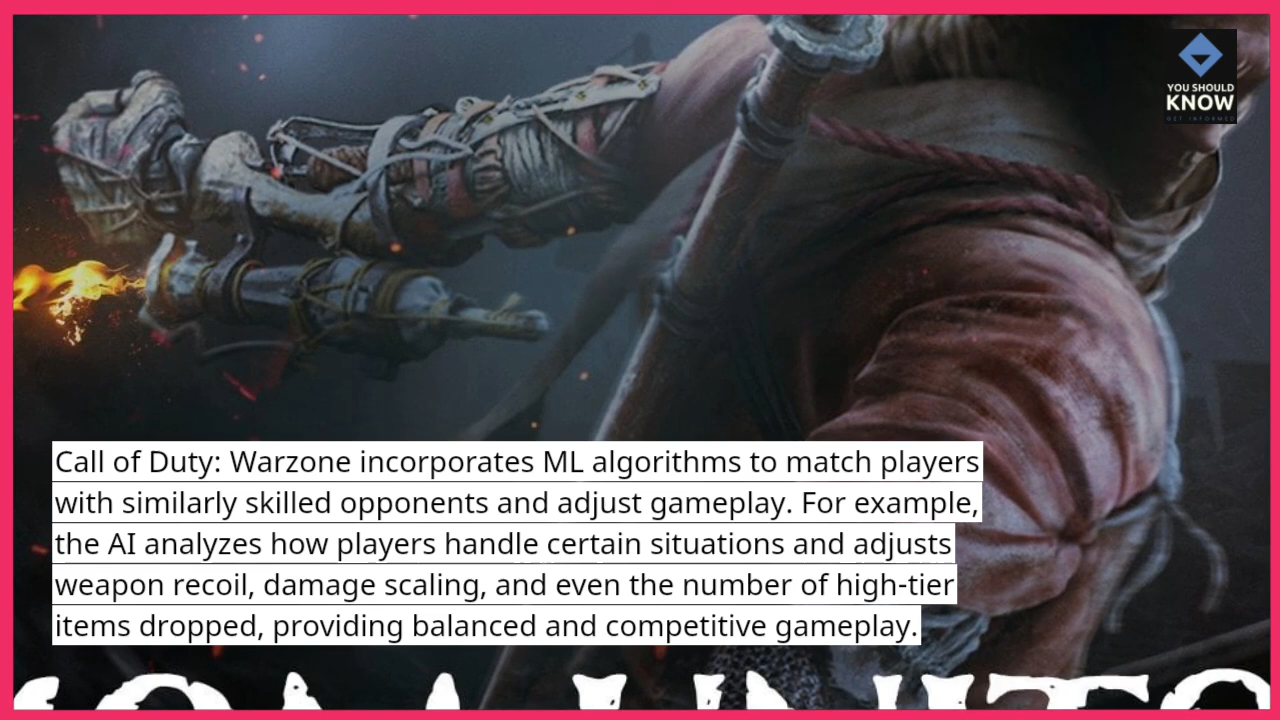 YOU SHOULD
KNOW
GET INFORMED
Call of Duty: Warzone incorporates ML algorithms to match players
with similarly skilled opponents and adjust gameplay. For example,
the AI analyzes how players handle certain situations and adjusts
weapon recoil, damage scaling, and even the number of high-tier
items dropped, providing balanced and competitive gameplay.